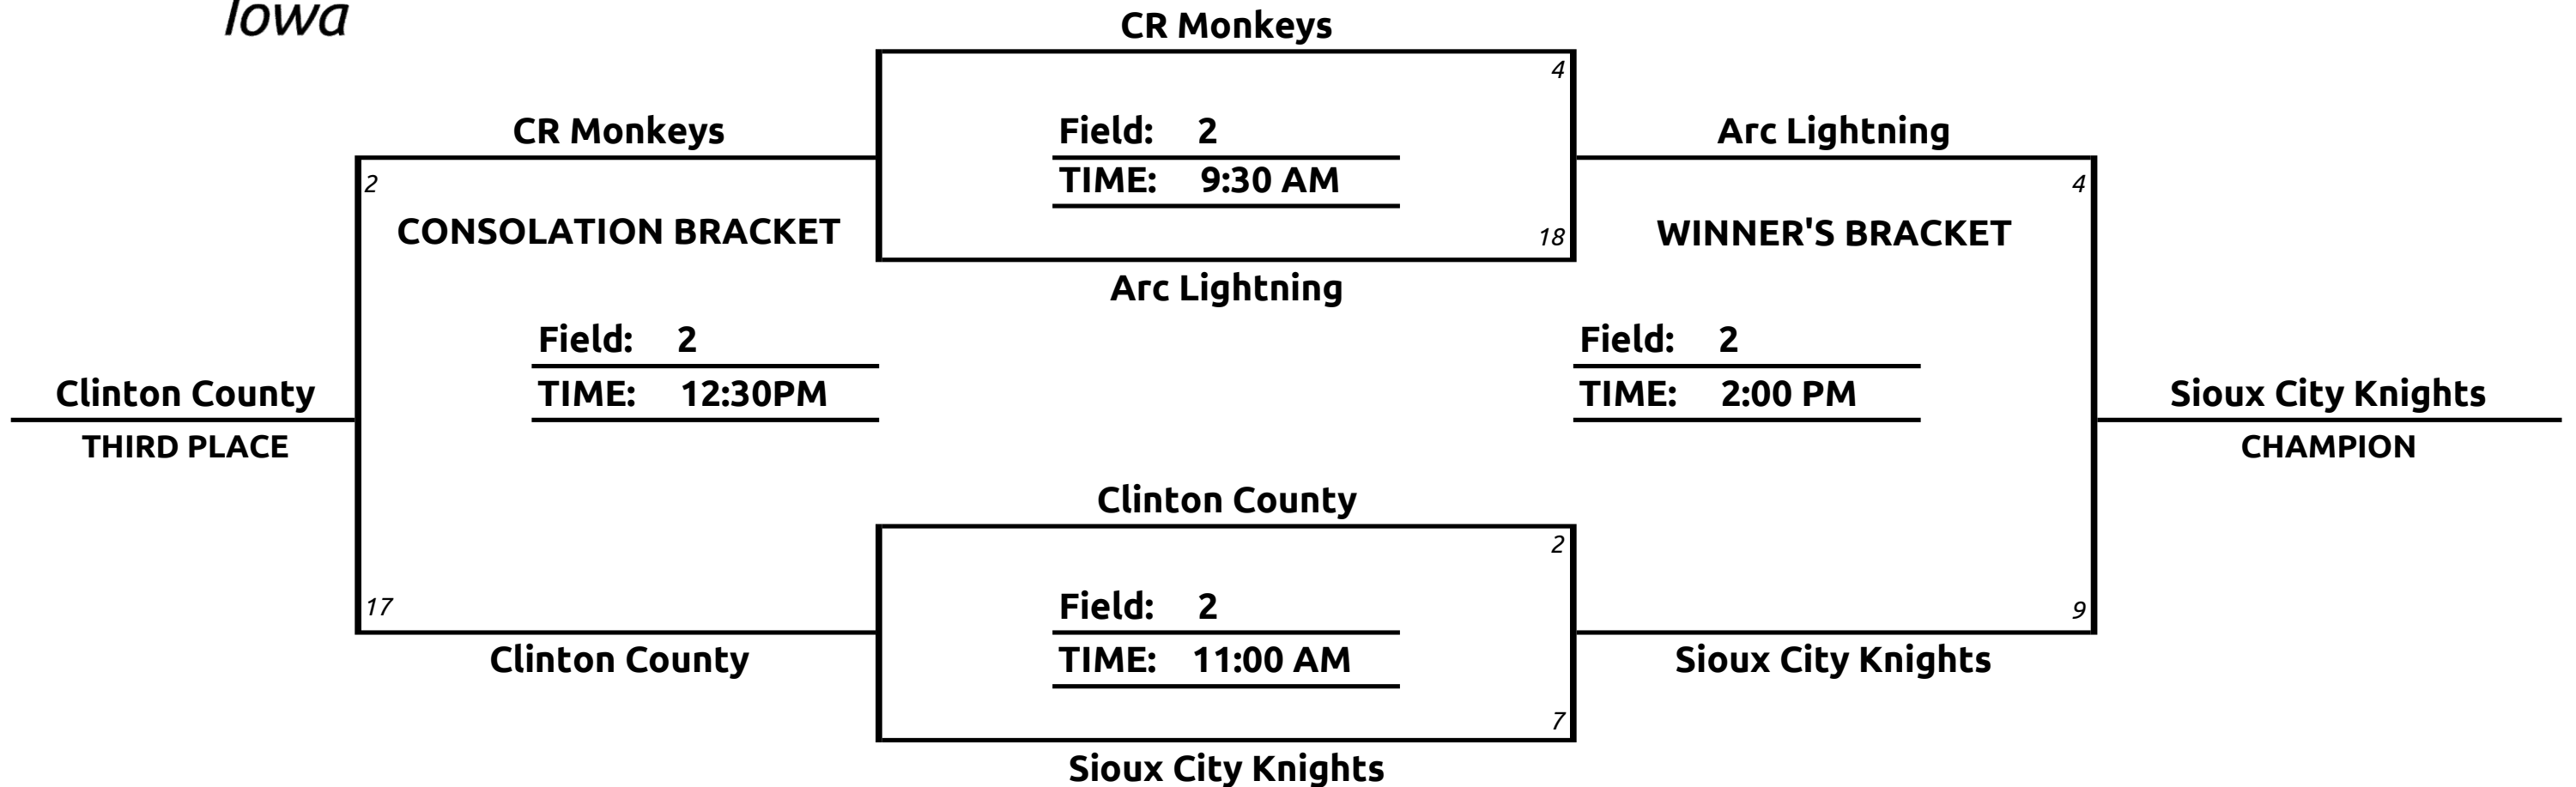 Iowa
CR Monkeys
4
CR Monkeys
Field: 2
Arc Lightning
2
TIME: 9:30 AM
4
CONSOLATION BRACKET
18
WINNER'S BRACKET
Arc Lightning
Field: 2
Field: 2
Clinton County
TIME: 12:30PM
TIME: 2:00 PM
Sioux City Knights
THIRD PLACE
CHAMPION
Clinton County
2
17
Field: 2
9
Clinton County
TIME: 11:00 AM
Sioux City Knights
7
Sioux City Knights